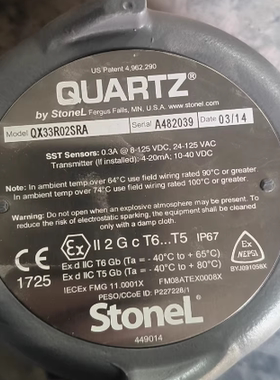 US Patent 4,962,290
QUARTZ®
by StoneL Fergus Falls, MN, U.S.A. www.stonel.com
Model QX33R02SRA Serial A482039 Date 03/14
SST Sensors: 0.3A @ 8-125 VDC, 24-125 VAC
Transmitter (If installed): 4-20mA; 10-40 VDC
Note: In ambient temp over 64°C use field wiring rated 90°C or greater.
In ambient temp over 74°C use field wiring rated 100°C or greater.
Warning:
Do not open when an explosive atmosphere may be present. To
reduce the risk of electrostatic sparking, the equipment is to be
cleaned only with a damp cloth.
CE Ex II 2 G c T6...T5 IP67
1725 Ex d IIC T6 Gb (Ta = -40°C to + 65°C)
Ex d IIC T5 Gb (Ta = -40°C to + 80°C)
Ex
NEPSI
IECEx FMG 11.0001X FM08ATEX0008X
PESO/CCoE ID: P227228/1
StoneL
449014